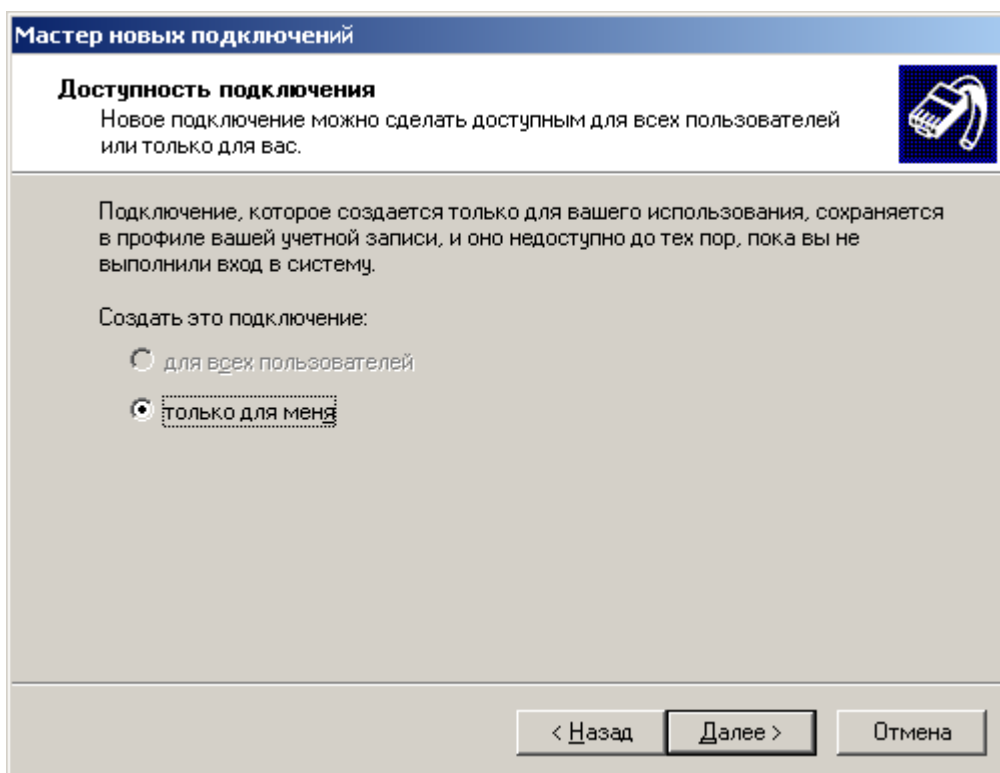 Мастер новых подключений
Доступность подключения
Новое подключение можно сделать доступным для всех пользователей
или только для вас.
Подключение, которое создается только для вашего использования, сохраняется
в профиле вашей учетной записи, и оно недоступно до тех пор, пока вы не
выполнили вход в систему.
Создать это подключение:
для всех пользователей
только для меня
< Назад Далее > Отмена